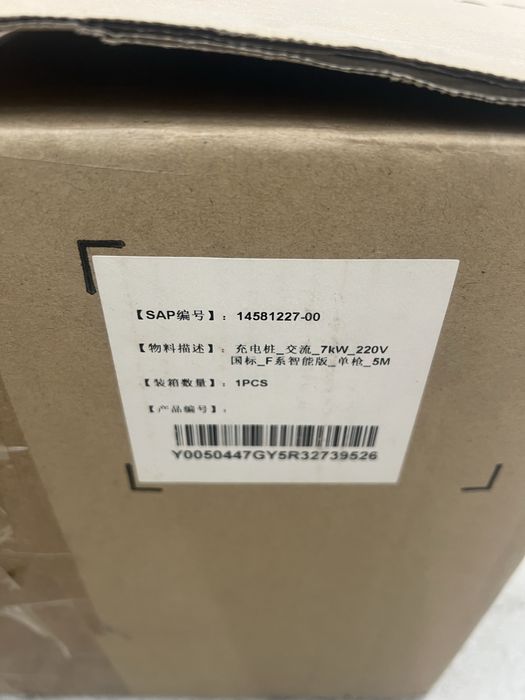 【SAP编号】：14581227-00
【物料描述】：充电桩_交流_7kW_220V
国标_F系智能版_单枪_5M
【装箱数量】：1PCS
【产品编号】：
Y0050447GY5R32739526